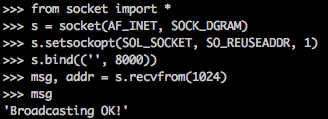 >>> from socket import *
>>> s = socket(AF_INET, SOCK_DGRAM)
>>> s.setsockopt(SOL_SOCKET, SO_REUSEADDR, 1)
>>> s.bind(('', 8000))
>>> msg, addr = s.recvfrom(1024)
>>> msg
'Broadcasting OK!'